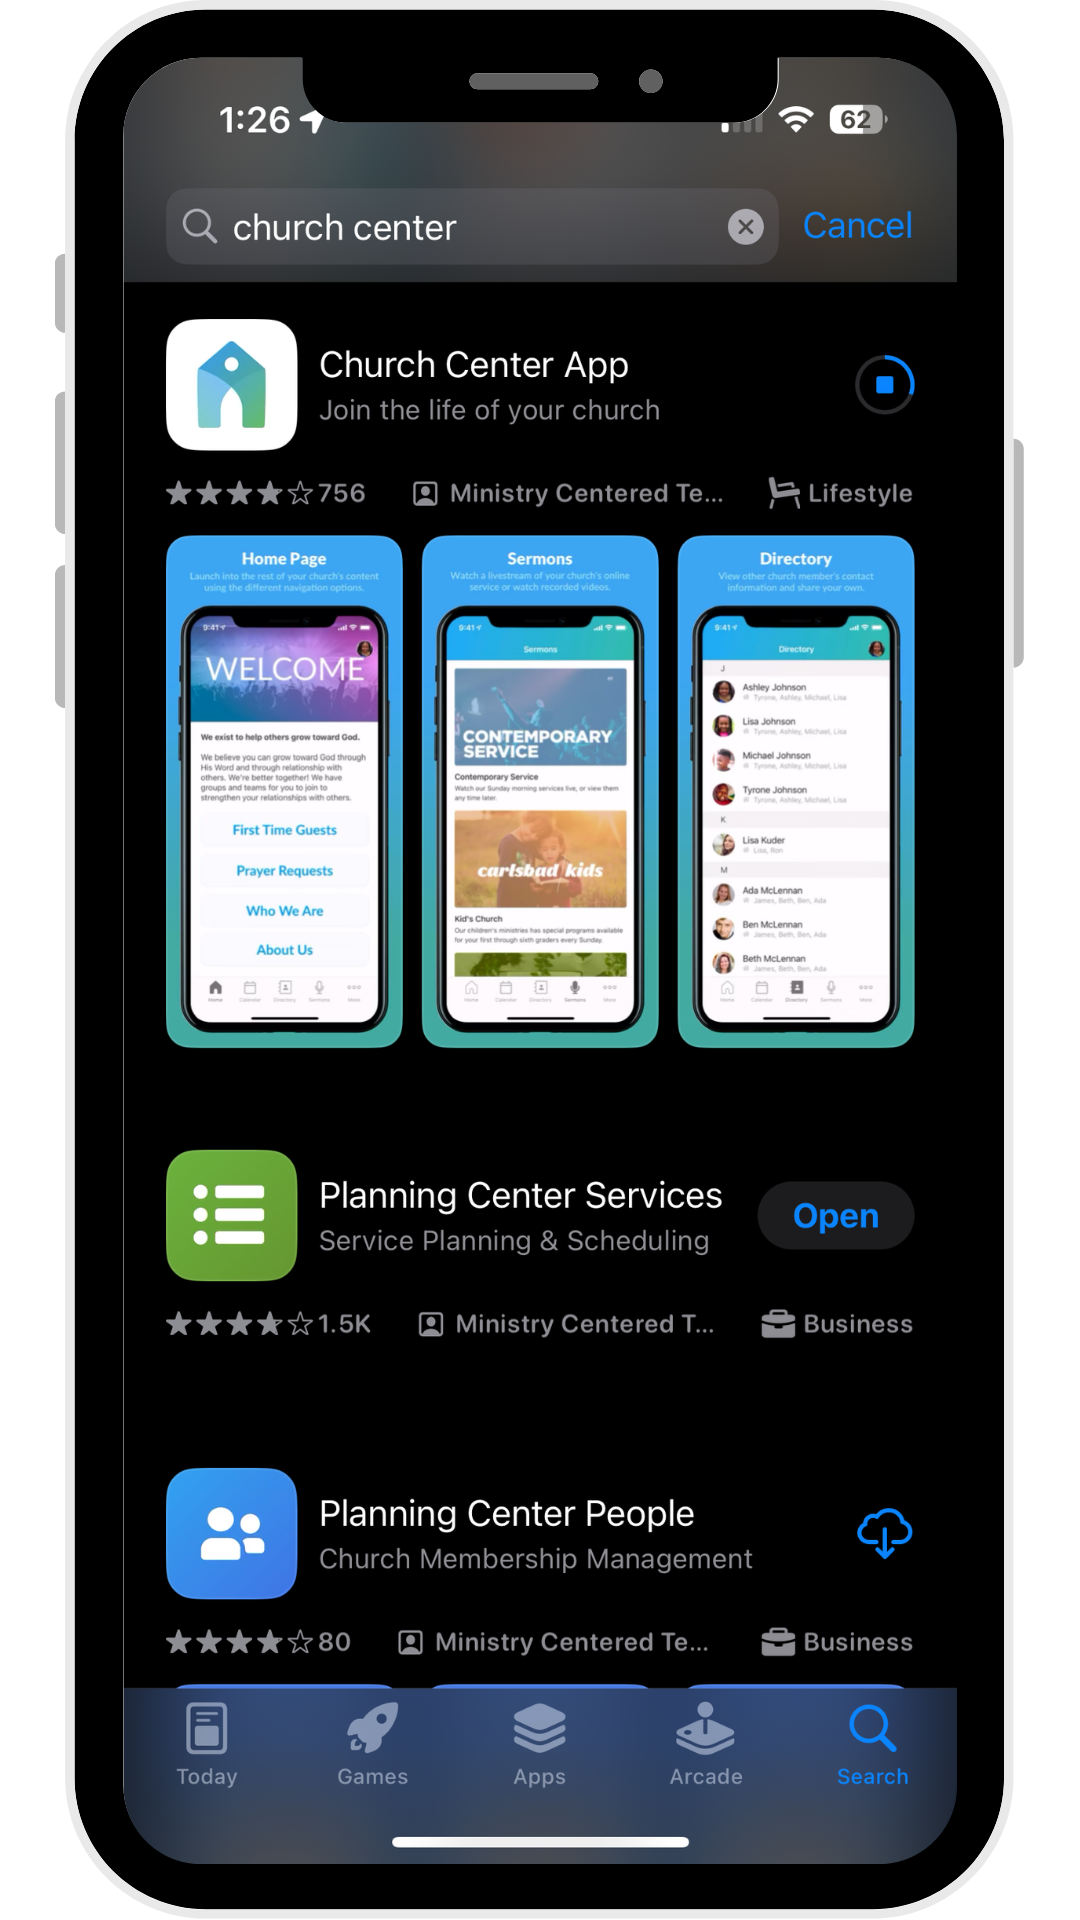 1:26
62
church center
Cancel
Church Center App
Join the life of your church
756
Ministry Centered Te...
Lifestyle
Home Page
Launch into the rest of your church's content
using the different navigation options.
9:41
WELCOME
We exist to help others grow toward God.
We believe you can grow toward God through
His Word and through relationship with
others. We're better together! We have
groups and teams for you to join to
strengthen your relationships with others.
First Time Guests
Prayer Requests
Who We Are
About Us
Home
Calendar
Directory
Sermons
More
Sermons
Watch a livestream of your church's online
service or watch recorded videos.
9:41
Sermons
CONTEMPORARY
SERVICE
Contemporary Service
Watch our Sunday morning services live, or view them
any time later.
carlsbad kids
Kid's Church
Our children's ministries has special programs available
for your first through sixth graders every Sunday.
Home
Calendar
Directory
Sermons
More
Directory
View other church member's contact
information and share your own.
9:41
Directory
J
Ashley Johnson
Tyrone, Ashley, Michael, Lisa
Lisa Johnson
Tyrone, Ashley, Michael, Lisa
Michael Johnson
Tyrone, Ashley, Michael, Lisa
Tyrone Johnson
Tyrone, Ashley, Michael, Lisa
K
Lisa Kuder
Lisa, Ron
M
Ada McLennan
James, Beth, Ben, Ada
Ben McLennan
James, Beth, Ben, Ada
Beth McLennan
James, Beth, Ben, Ada
Home
Calendar
Directory
Sermons
More
Planning Center Services
Service Planning & Scheduling
Open
1.5K
Ministry Centered T...
Business
Planning Center People
Church Membership Management
80
Ministry Centered Te...
Business
Today
Games
Apps
Arcade
Search